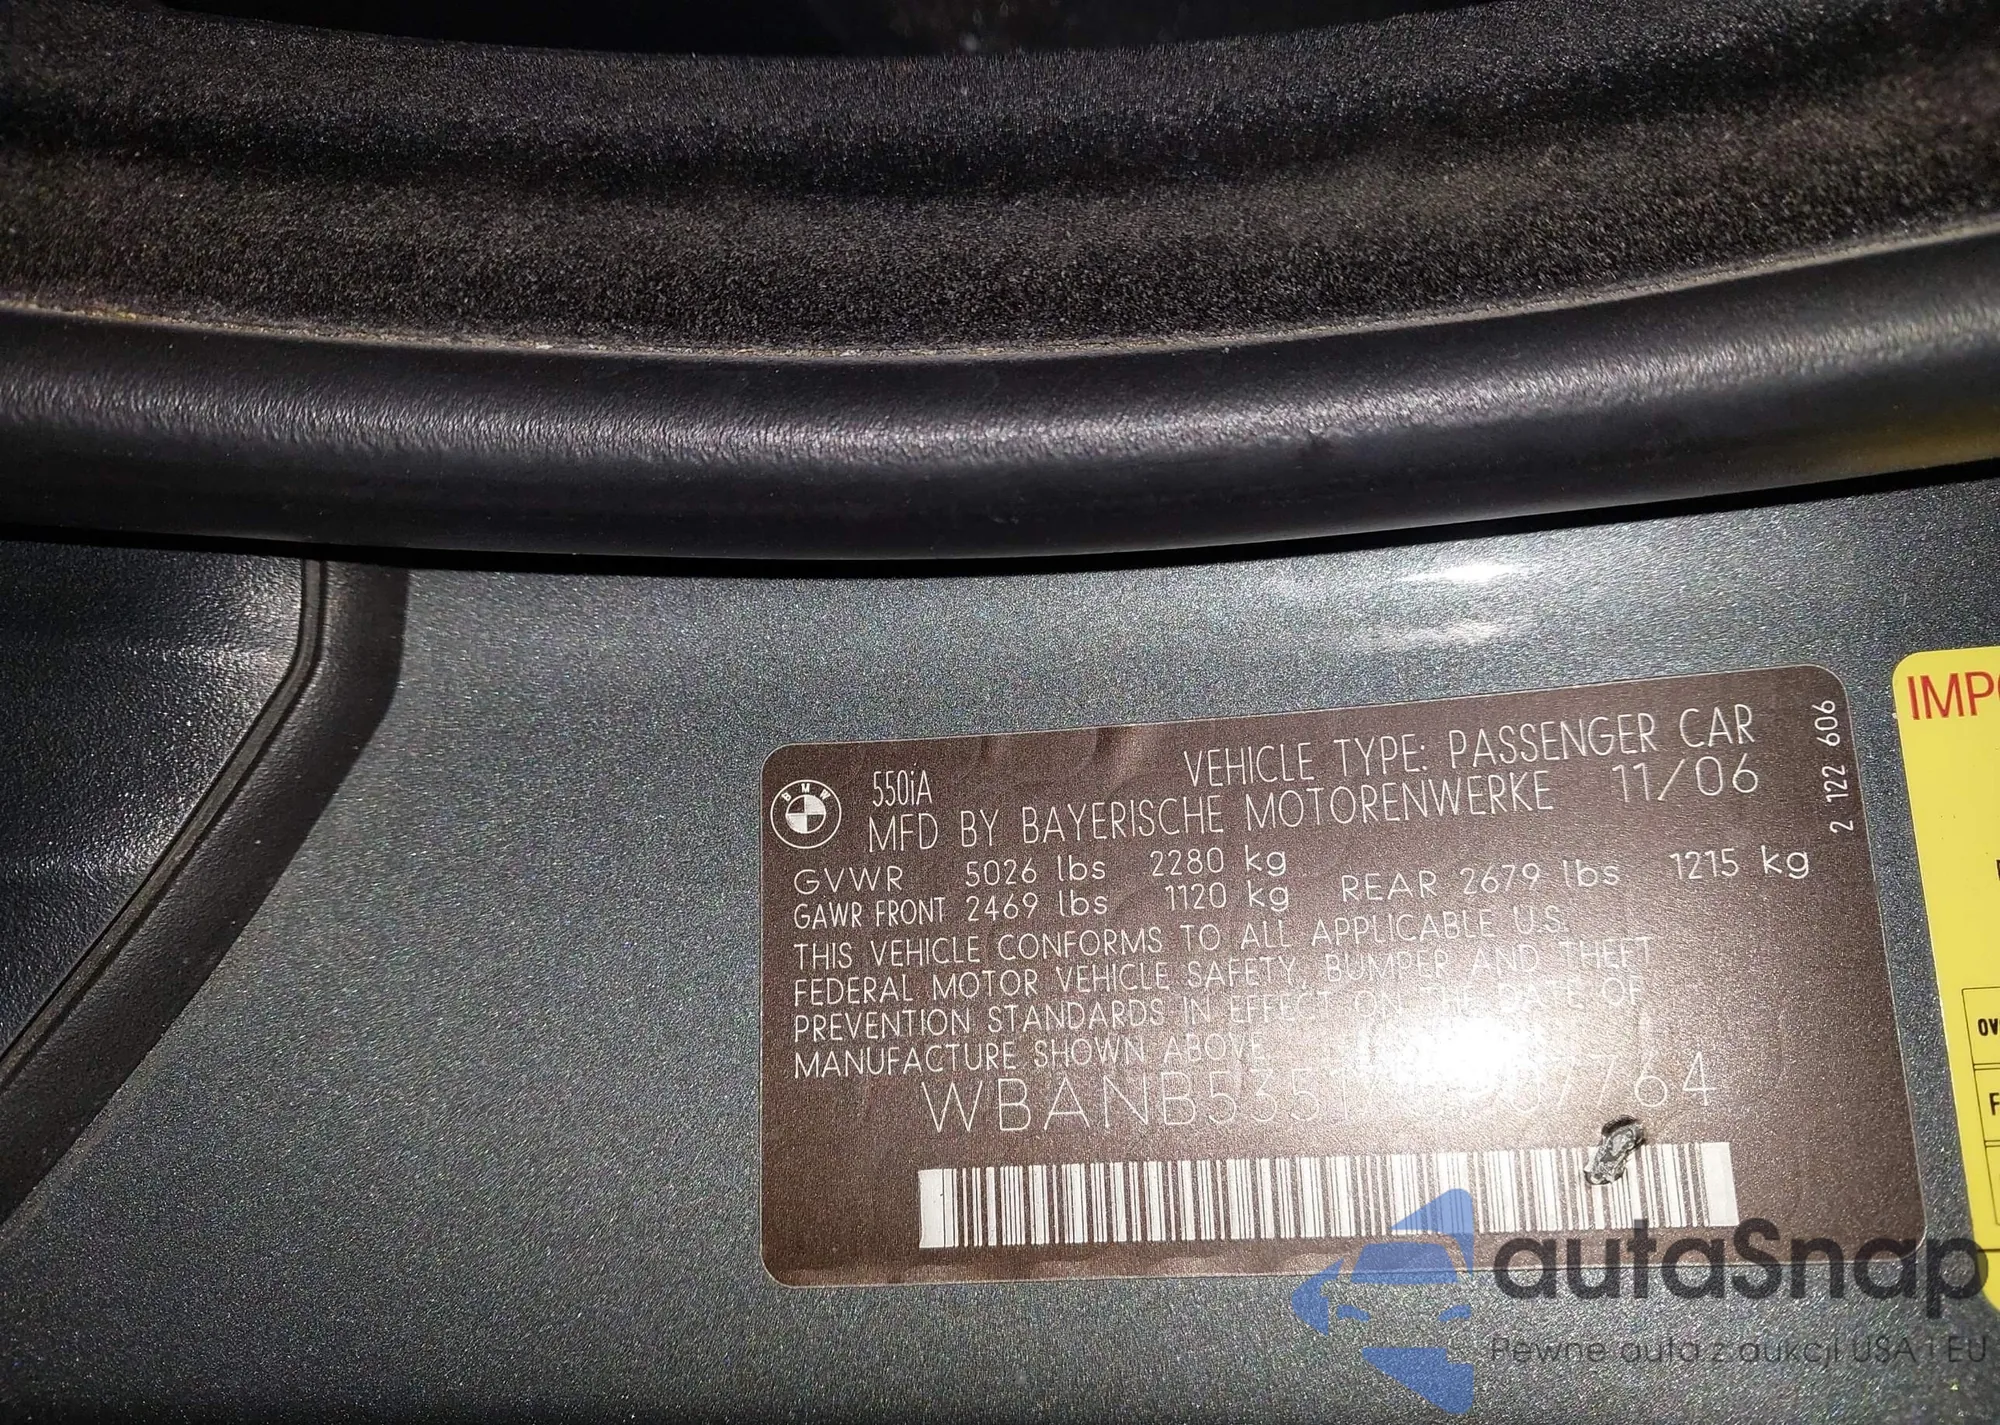 BMW
550iA
VEHICLE TYPE: PASSENGER CAR
MFD BY BAYERISCHE MOTORENWERKE 11/06
GVWR 5026 lbs 2280 kg
GAWR FRONT 2469 lbs 1120 kg REAR 2679 lbs 1215 kg
THIS VEHICLE CONFORMS TO ALL APPLICABLE U.S.
FEDERAL MOTOR VEHICLE SAFETY, BUMPER AND THEFT
PREVENTION STANDARDS IN EFFECT ON THE DATE OF
MANUFACTURE SHOWN ABOVE
2 122 606
autaSnap
Pewne auta z aukcji USA i EU